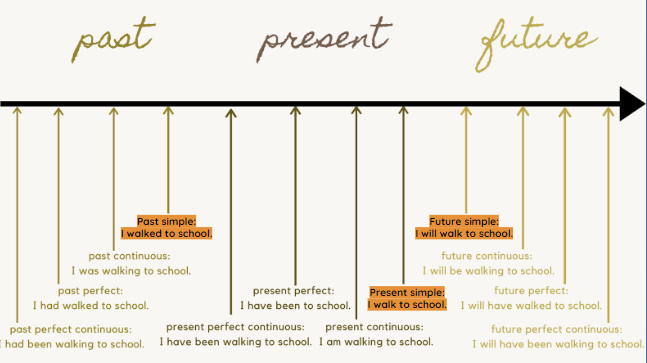 past present future
Past simple:
I walked to school.
past continuous:
I was walking to school.
past perfect:
I had walked to school.
past perfect continuous:
I had been walking to school.
present perfect continuous:
I have been walking to school.
present perfect:
I have been to school.
present continuous:
I am walking to school.
Present simple:
I walk to school.
Future simple:
I will walk to school.
future continuous:
I will be walking to school.
future perfect:
I will have walked to school.
future perfect continuous:
I will have been walking to school.